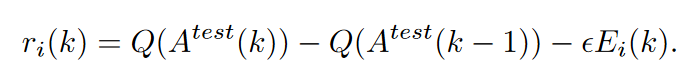 r_i(k) = Q(A^{test}(k)) − Q(A^{test}(k − 1)) − ϵE_i(k).